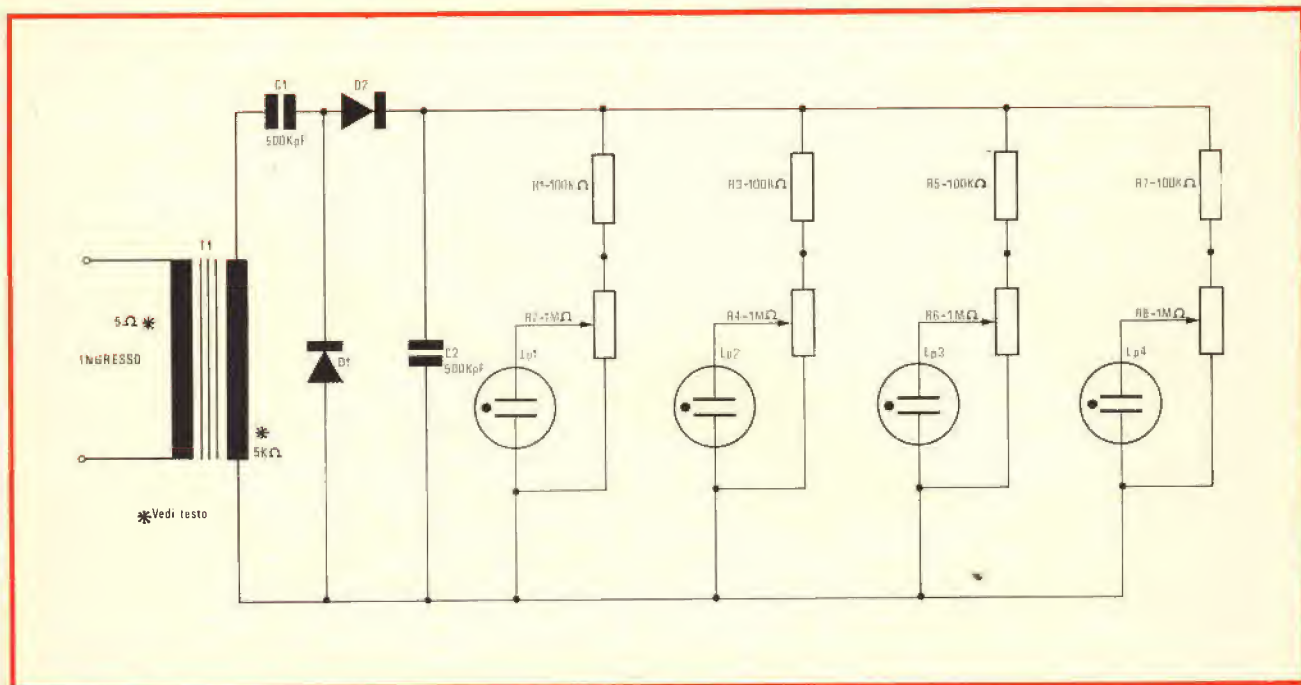 C1
D2
500KpF
R1-100KΩ
R3-100KΩ
R5-100KΩ
R7-100KΩ
T1
5Ω *
INGRESSO
R2-1MΩ
R4-1MΩ
R6-1MΩ
R8-1MΩ
D1
C2
500KpF
Lp1
Lp2
Lp3
Lp4
*
5KΩ
*Vedi testo